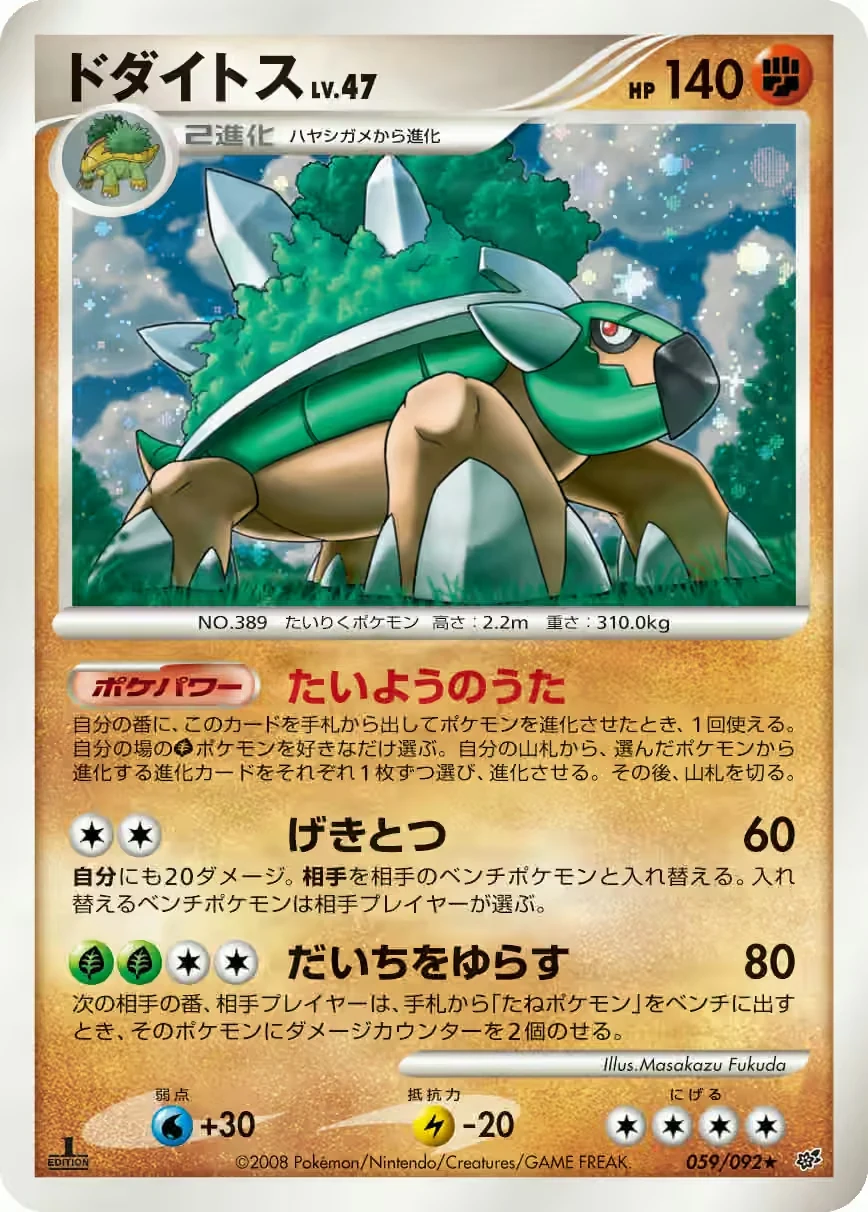 ドダイトス LV.47 HP 140
2進化 ハヤシガメから進化
NO.389 たいりくポケモン 高さ:2.2m 重さ:310.0kg
ポケパワー たいようのうた
自分の番に、このカードを手札から出してポケモンを進化させたとき、1回使える。
自分の場のポケモンを好きなだけ選ぶ。自分の山札から、選んだポケモンから
進化する進化カードをそれぞれ1枚ずつ選び、進化させる。その後、山札を切る。
げきとつ 60
自分にも20ダメージ。相手を相手のベンチポケモンと入れ替える。入れ
替えるベンチポケモンは相手プレイヤーが選ぶ。
だいちをゆらす 80
次の相手の番、相手プレイヤーは、手札から「たねポケモン」をベンチに出す
とき、そのポケモンにダメージカウンターを2個のせる。
Illus.Masakazu Fukuda
弱点 抵抗力 にげる
+30 -20
1 EDITION
©2008 Pokémon/Nintendo/Creatures/GAME FREAK. 059/092★